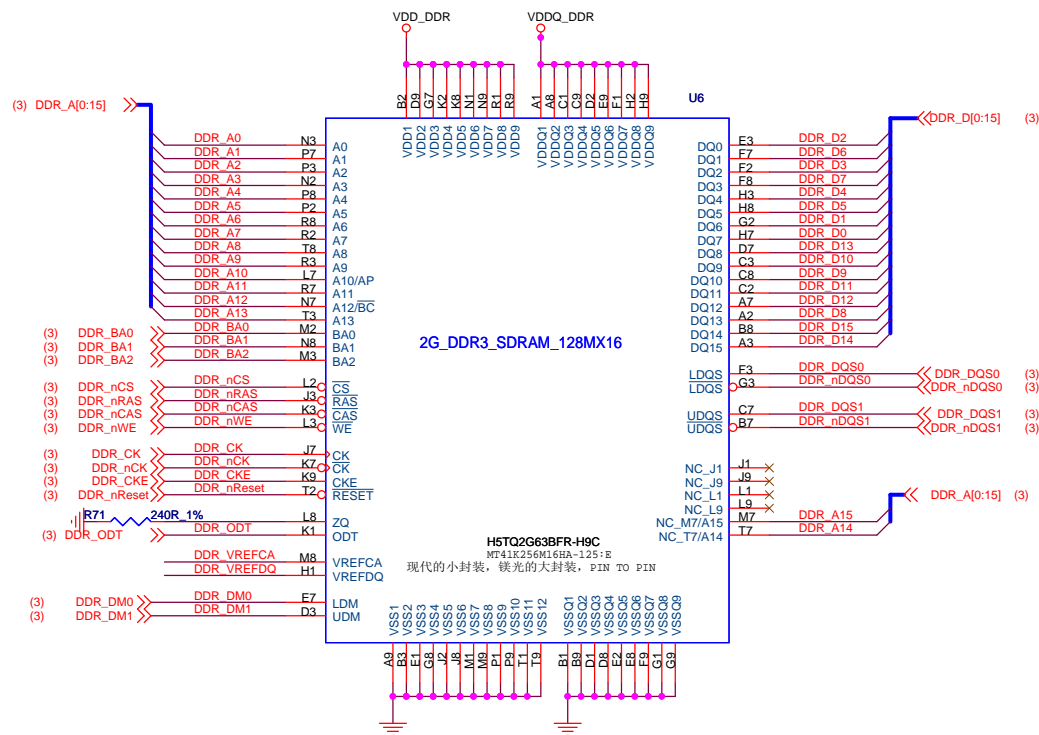 VDD_DDR
VDDQ_DDR
B2 D9 G7 K2 K8 N1 N9 R1 R9
A1 A8 C1 C9 D2 E9 F1 H2 H9
U6
VDD1 VDD2 VDD3 VDD4 VDD5 VDD6 VDD7 VDD8 VDD9
VDDQ1 VDDQ2 VDDQ3 VDDQ4 VDDQ5 VDDQ6 VDDQ7 VDDQ8 VDDQ9
(3) DDR_A[0:15]
DDR_A0 N3 A0
DDR_A1 P7 A1
DDR_A2 P3 A2
DDR_A3 N2 A3
DDR_A4 P8 A4
DDR_A5 P2 A5
DDR_A6 R8 A6
DDR_A7 R2 A7
DDR_A8 T8 A8
DDR_A9 R3 A9
DDR_A10 L7 A10/AP
DDR_A11 R7 A11
DDR_A12 N7 A12/BC
DDR_A13 T3 A13
(3) DDR_BA0 DDR_BA0 M2 BA0
(3) DDR_BA1 DDR_BA1 N8 BA1
(3) DDR_BA2 DDR_BA2 M3 BA2
(3) DDR_nCS DDR_nCS L2 CS
(3) DDR_nRAS DDR_nRAS J3 RAS
(3) DDR_nCAS DDR_nCAS K3 CAS
(3) DDR_nWE DDR_nWE L3 WE
(3) DDR_CK DDR_CK J7 CK
(3) DDR_nCK DDR_nCK K7 CK
(3) DDR_CKE DDR_CKE K9 CKE
(3) DDR_nReset DDR_nReset T2 RESET
R71 240R_1% L8 ZQ
(3) DDR_ODT DDR_ODT K1 ODT
DDR_VREFCA M8 VREFCA
DDR_VREFDQ H1 VREFDQ
(3) DDR_DM0 DDR_DM0 E7 LDM
(3) DDR_DM1 DDR_DM1 D3 UDM
2G_DDR3_SDRAM_128MX16
H5TQ2G63BFR-H9C
MT41K256M16HA-125:E
现代的小封装，镁光的大封装，PIN TO PIN
DDR_D[0:15] (3)
DQ0 E3 DDR_D2
DQ1 F7 DDR_D6
DQ2 F2 DDR_D3
DQ3 F8 DDR_D7
DQ4 H3 DDR_D4
DQ5 H8 DDR_D5
DQ6 G2 DDR_D1
DQ7 H7 DDR_D0
DQ8 D7 DDR_D13
DQ9 C3 DDR_D10
DQ10 C8 DDR_D9
DQ11 C2 DDR_D11
DQ12 A7 DDR_D12
DQ13 A2 DDR_D8
DQ14 B8 DDR_D15
DQ15 A3 DDR_D14
LDQS F3 DDR_DQS0 DDR_DQS0 (3)
LDQS G3 DDR_nDQS0 DDR_nDQS0 (3)
UDQS C7 DDR_DQS1 DDR_DQS1 (3)
UDQS B7 DDR_nDQS1 DDR_nDQS1 (3)
NC_J1 J1
NC_J9 J9
NC_L1 L1
NC_L9 L9
DDR_A[0:15] (3)
NC_M7/A15 M7 DDR_A15
NC_T7/A14 T7 DDR_A14
VSS1 VSS2 VSS3 VSS4 VSS5 VSS6 VSS7 VSS8 VSS9 VSS10 VSS11 VSS12
VSSQ1 VSSQ2 VSSQ3 VSSQ4 VSSQ5 VSSQ6 VSSQ7 VSSQ8 VSSQ9
A9 B3 E1 G8 J2 J8 M1 M9 P1 P9 T1 T9
B1 B9 D1 D8 E2 E8 F9 G1 G9